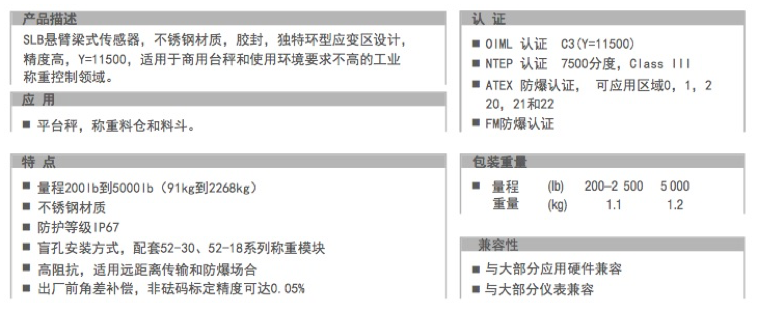 产品描述
SLB悬臂梁式传感器，不锈钢材质，胶封，独特环型应变区设计，
精度高，Y=11500，适用于商用台秤和使用环境要求不高的工业
称重控制领域。
应 用
■ 平台秤，称重料仓和料斗。
特 点
■ 量程200lb到5000lb（91kg到2268kg）
■ 不锈钢材质
■ 防护等级IP67
■ 盲孔安装方式，配套52-30、52-18系列称重模块
■ 高阻抗，适用远距离传输和防爆场合
■ 出厂前角差补偿，非砝码标定精度可达0.05%
认 证
■ OIML 认证 C3(Y=11500)
■ NTEP 认证 7500分度，Class III
■ ATEX 防爆认证， 可应用区域0，1，2
20，21和22
■ FM防爆认证
包装重量
■ 量程 (lb) 200–2 500 5 000
重量 (kg) 1.1 1.2
兼容性
■ 与大部分应用硬件兼容
■ 与大部分仪表兼容